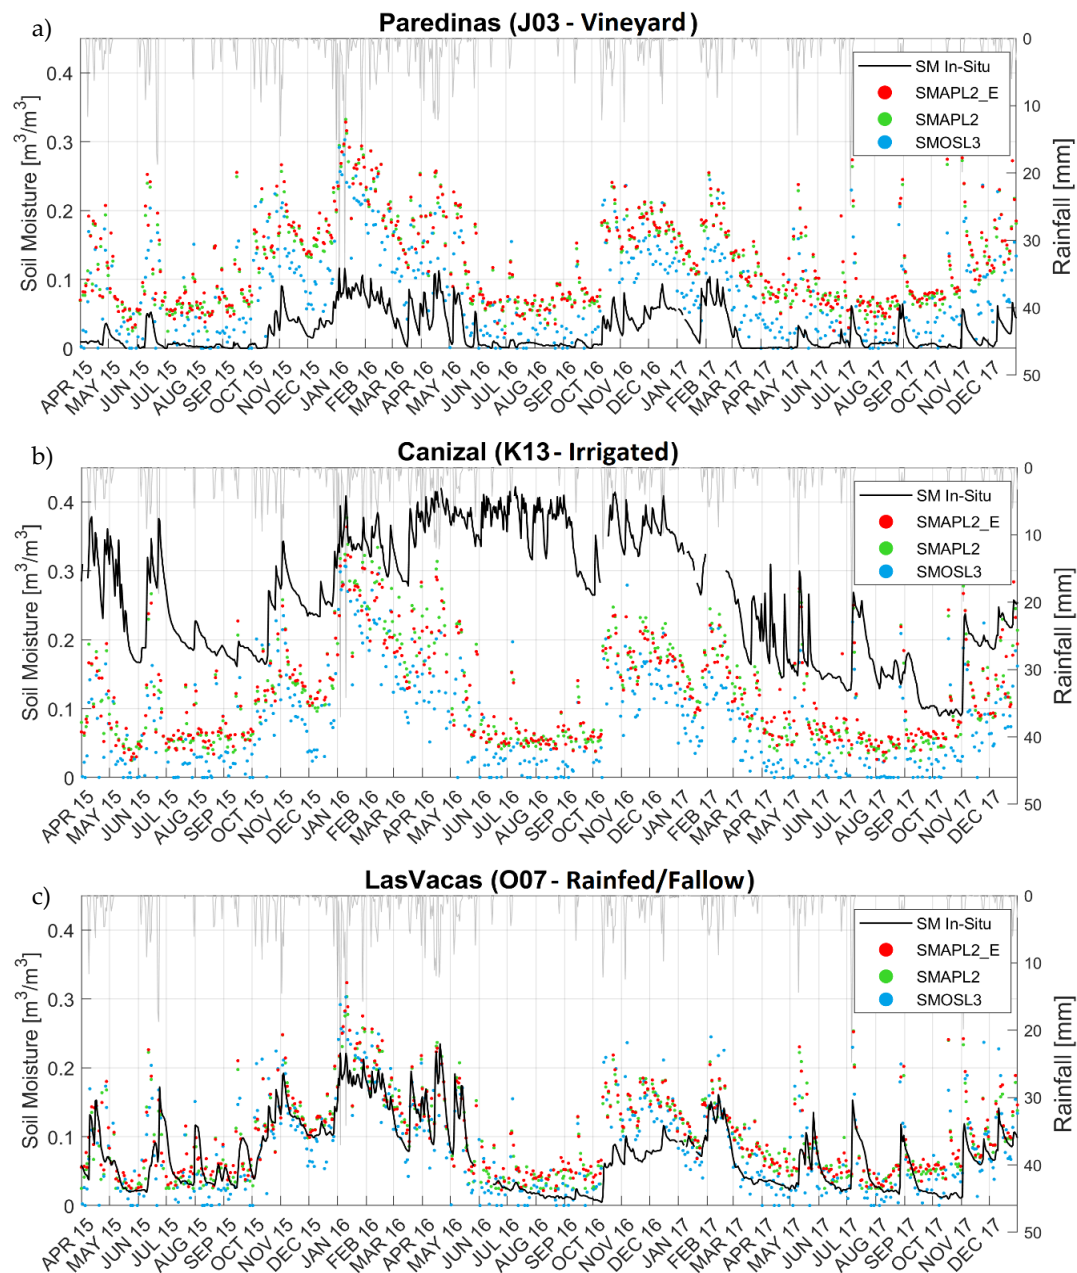 a)
Paredinas (J03 - Vineyard)
Soil Moisture [m³/m³]
0.4
0.3
0.2
0.1
0
SM In-Situ
SMAPL2_E
SMAPL2
SMOSL3
0
10
20
30
40
50
Rainfall [mm]
APR 15 MAY 15 JUN 15 JUL 15 AUG 15 SEP 15 OCT 15 NOV 15 DEC 15 JAN 16 FEB 16 MAR 16 APR 16 MAY 16 JUN 16 JUL 16 AUG 16 SEP 16 OCT 16 NOV 16 DEC 16 JAN 17 FEB 17 MAR 17 APR 17 MAY 17 JUN 17 JUL 17 AUG 17 SEP 17 OCT 17 NOV 17 DEC 17
b)
Canizal (K13 - Irrigated)
Soil Moisture [m³/m³]
0.4
0.3
0.2
0.1
0
SM In-Situ
SMAPL2_E
SMAPL2
SMOSL3
0
10
20
30
40
50
Rainfall [mm]
APR 15 MAY 15 JUN 15 JUL 15 AUG 15 SEP 15 OCT 15 NOV 15 DEC 15 JAN 16 FEB 16 MAR 16 APR 16 MAY 16 JUN 16 JUL 16 AUG 16 SEP 16 OCT 16 NOV 16 DEC 16 JAN 17 FEB 17 MAR 17 APR 17 MAY 17 JUN 17 JUL 17 AUG 17 SEP 17 OCT 17 NOV 17 DEC 17
c)
LasVacas (O07 - Rainfed/Fallow)
Soil Moisture [m³/m³]
0.4
0.3
0.2
0.1
0
SM In-Situ
SMAPL2_E
SMAPL2
SMOSL3
0
10
20
30
40
50
Rainfall [mm]
APR 15 MAY 15 JUN 15 JUL 15 AUG 15 SEP 15 OCT 15 NOV 15 DEC 15 JAN 16 FEB 16 MAR 16 APR 16 MAY 16 JUN 16 JUL 16 AUG 16 SEP 16 OCT 16 NOV 16 DEC 16 JAN 17 FEB 17 MAR 17 APR 17 MAY 17 JUN 17 JUL 17 AUG 17 SEP 17 OCT 17 NOV 17 DEC 17